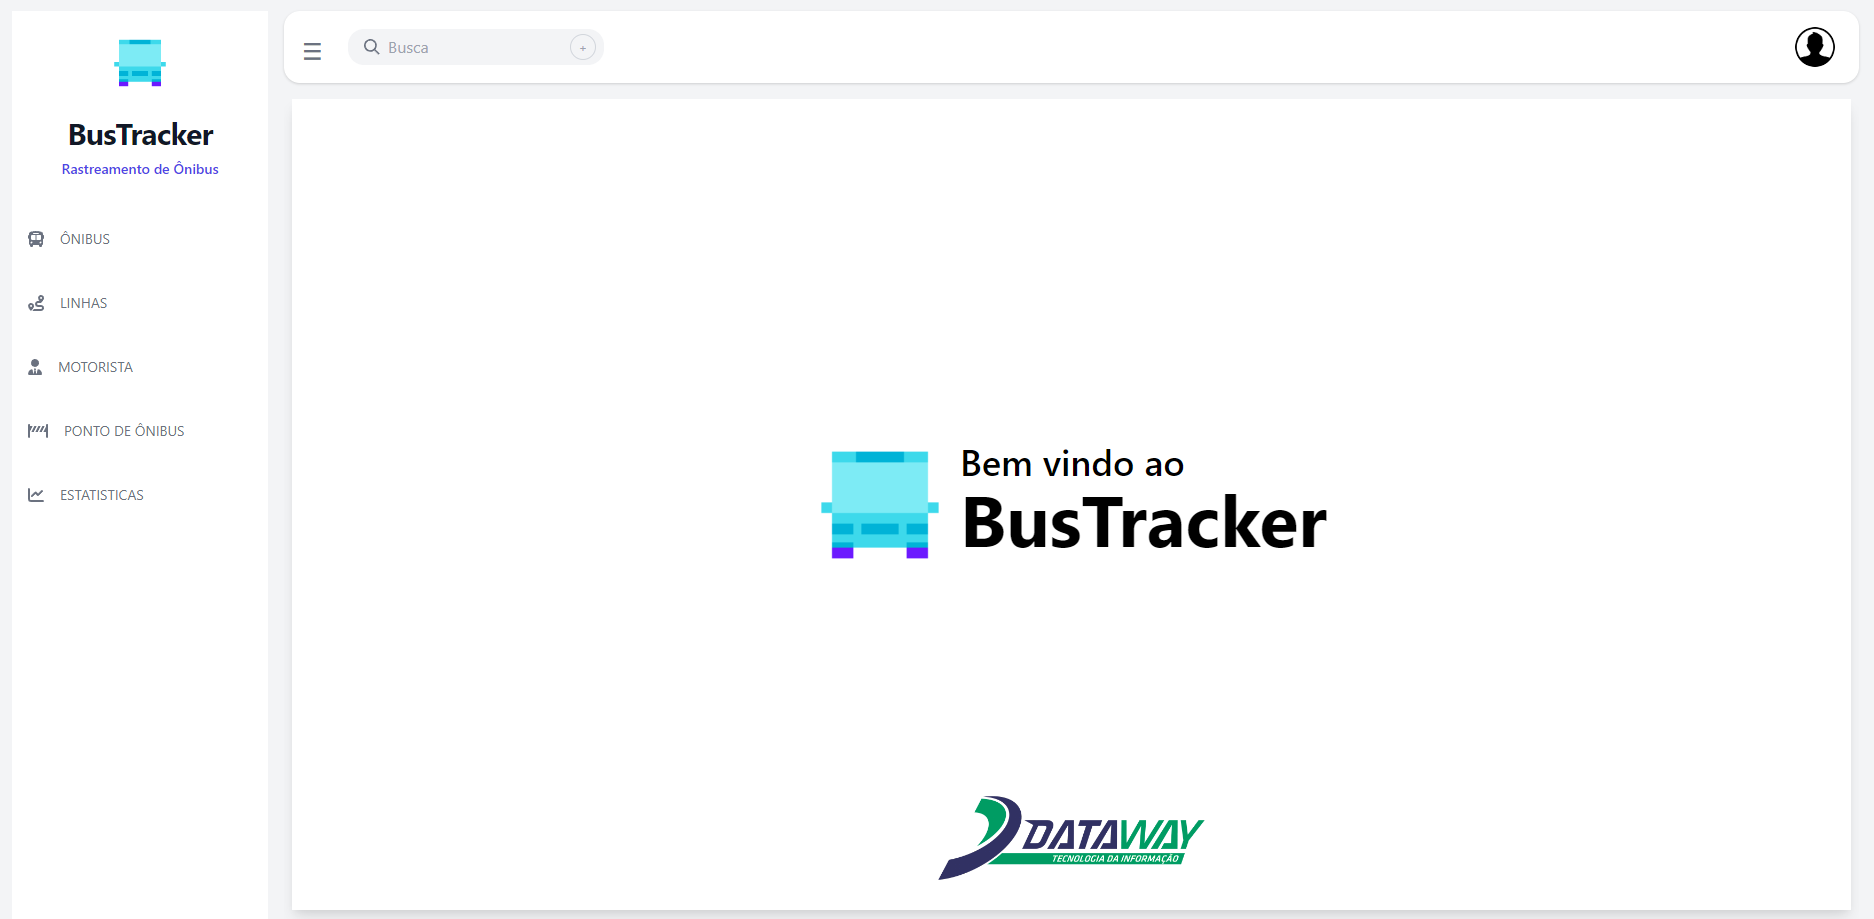 BusTracker
Rastreamento de Ônibus
ÔNIBUS
LINHAS
MOTORISTA
PONTO DE ÔNIBUS
ESTATISTICAS
Busca
+
Bem vindo ao
BusTracker
DATAWAY
TECNOLOGIA DA INFORMAÇÃO